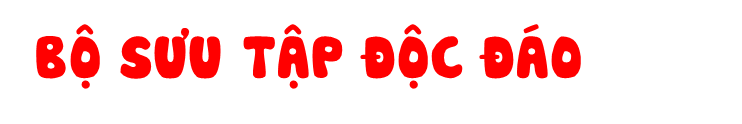 BỘ SƯU TẬP ĐỘC ĐÁO